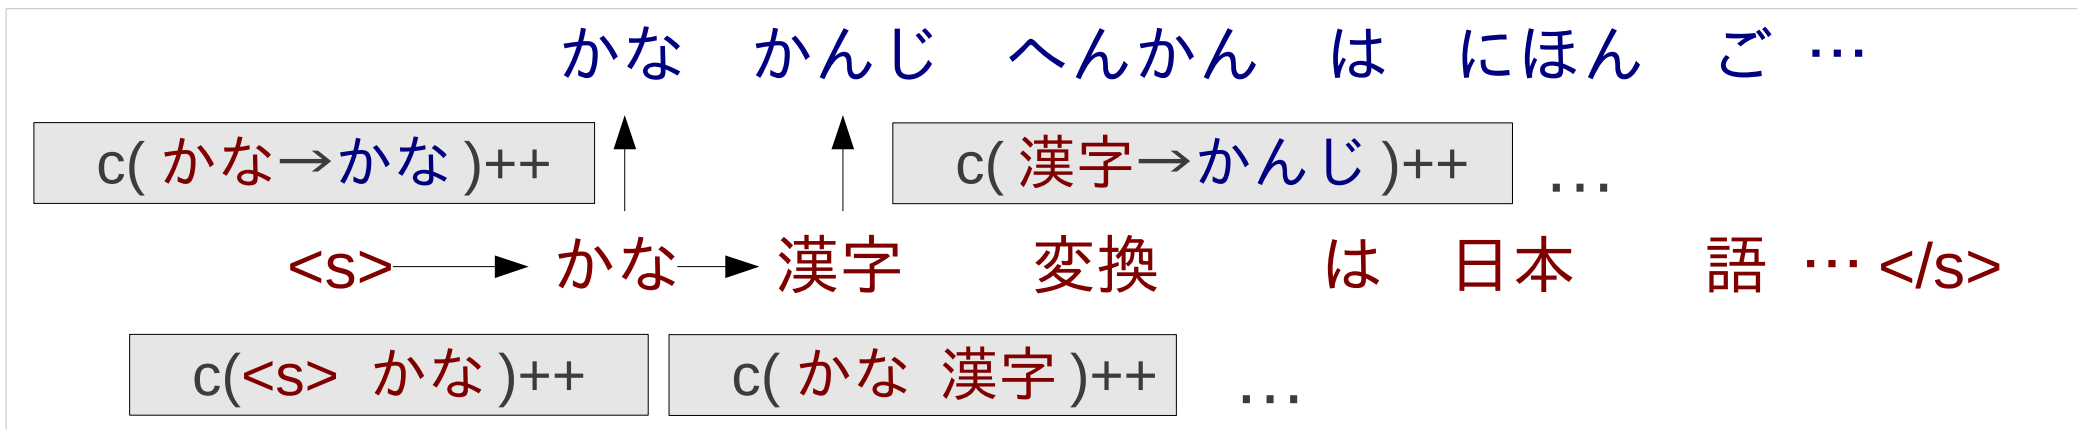 かな かんじ へんかん は にほん ご …
c( かな→かな )++ c( 漢字→かんじ )++ …
<s> かな 漢字 変換 は 日本 語 … </s>
c(<s> かな )++ c( かな 漢字 )++ …